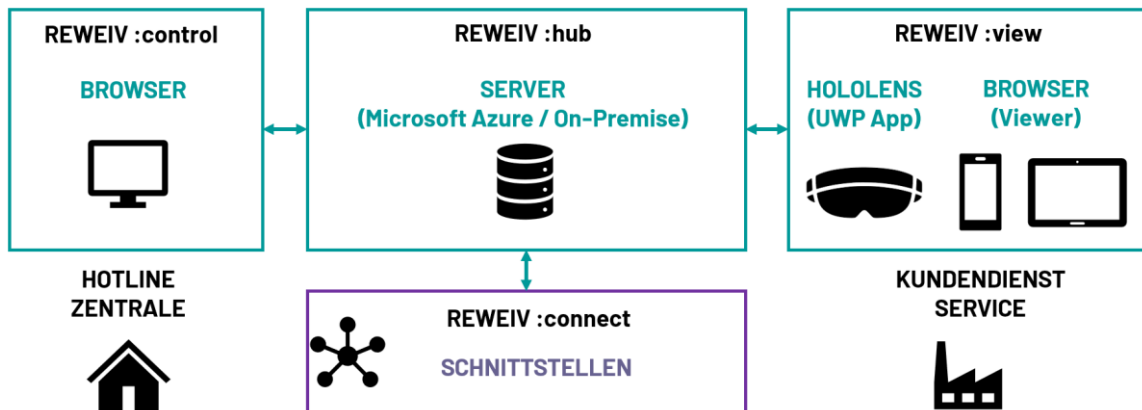 REWEIV :control
BROWSER
REWEIV :hub
SERVER
(Microsoft Azure / On-Premise)
REWEIV :view
HOLOLENS
(UWP App)
BROWSER
(Viewer)
HOTLINE
ZENTRALE
REWEIV :connect
SCHNITTSTELLEN
KUNDENDIENST
SERVICE